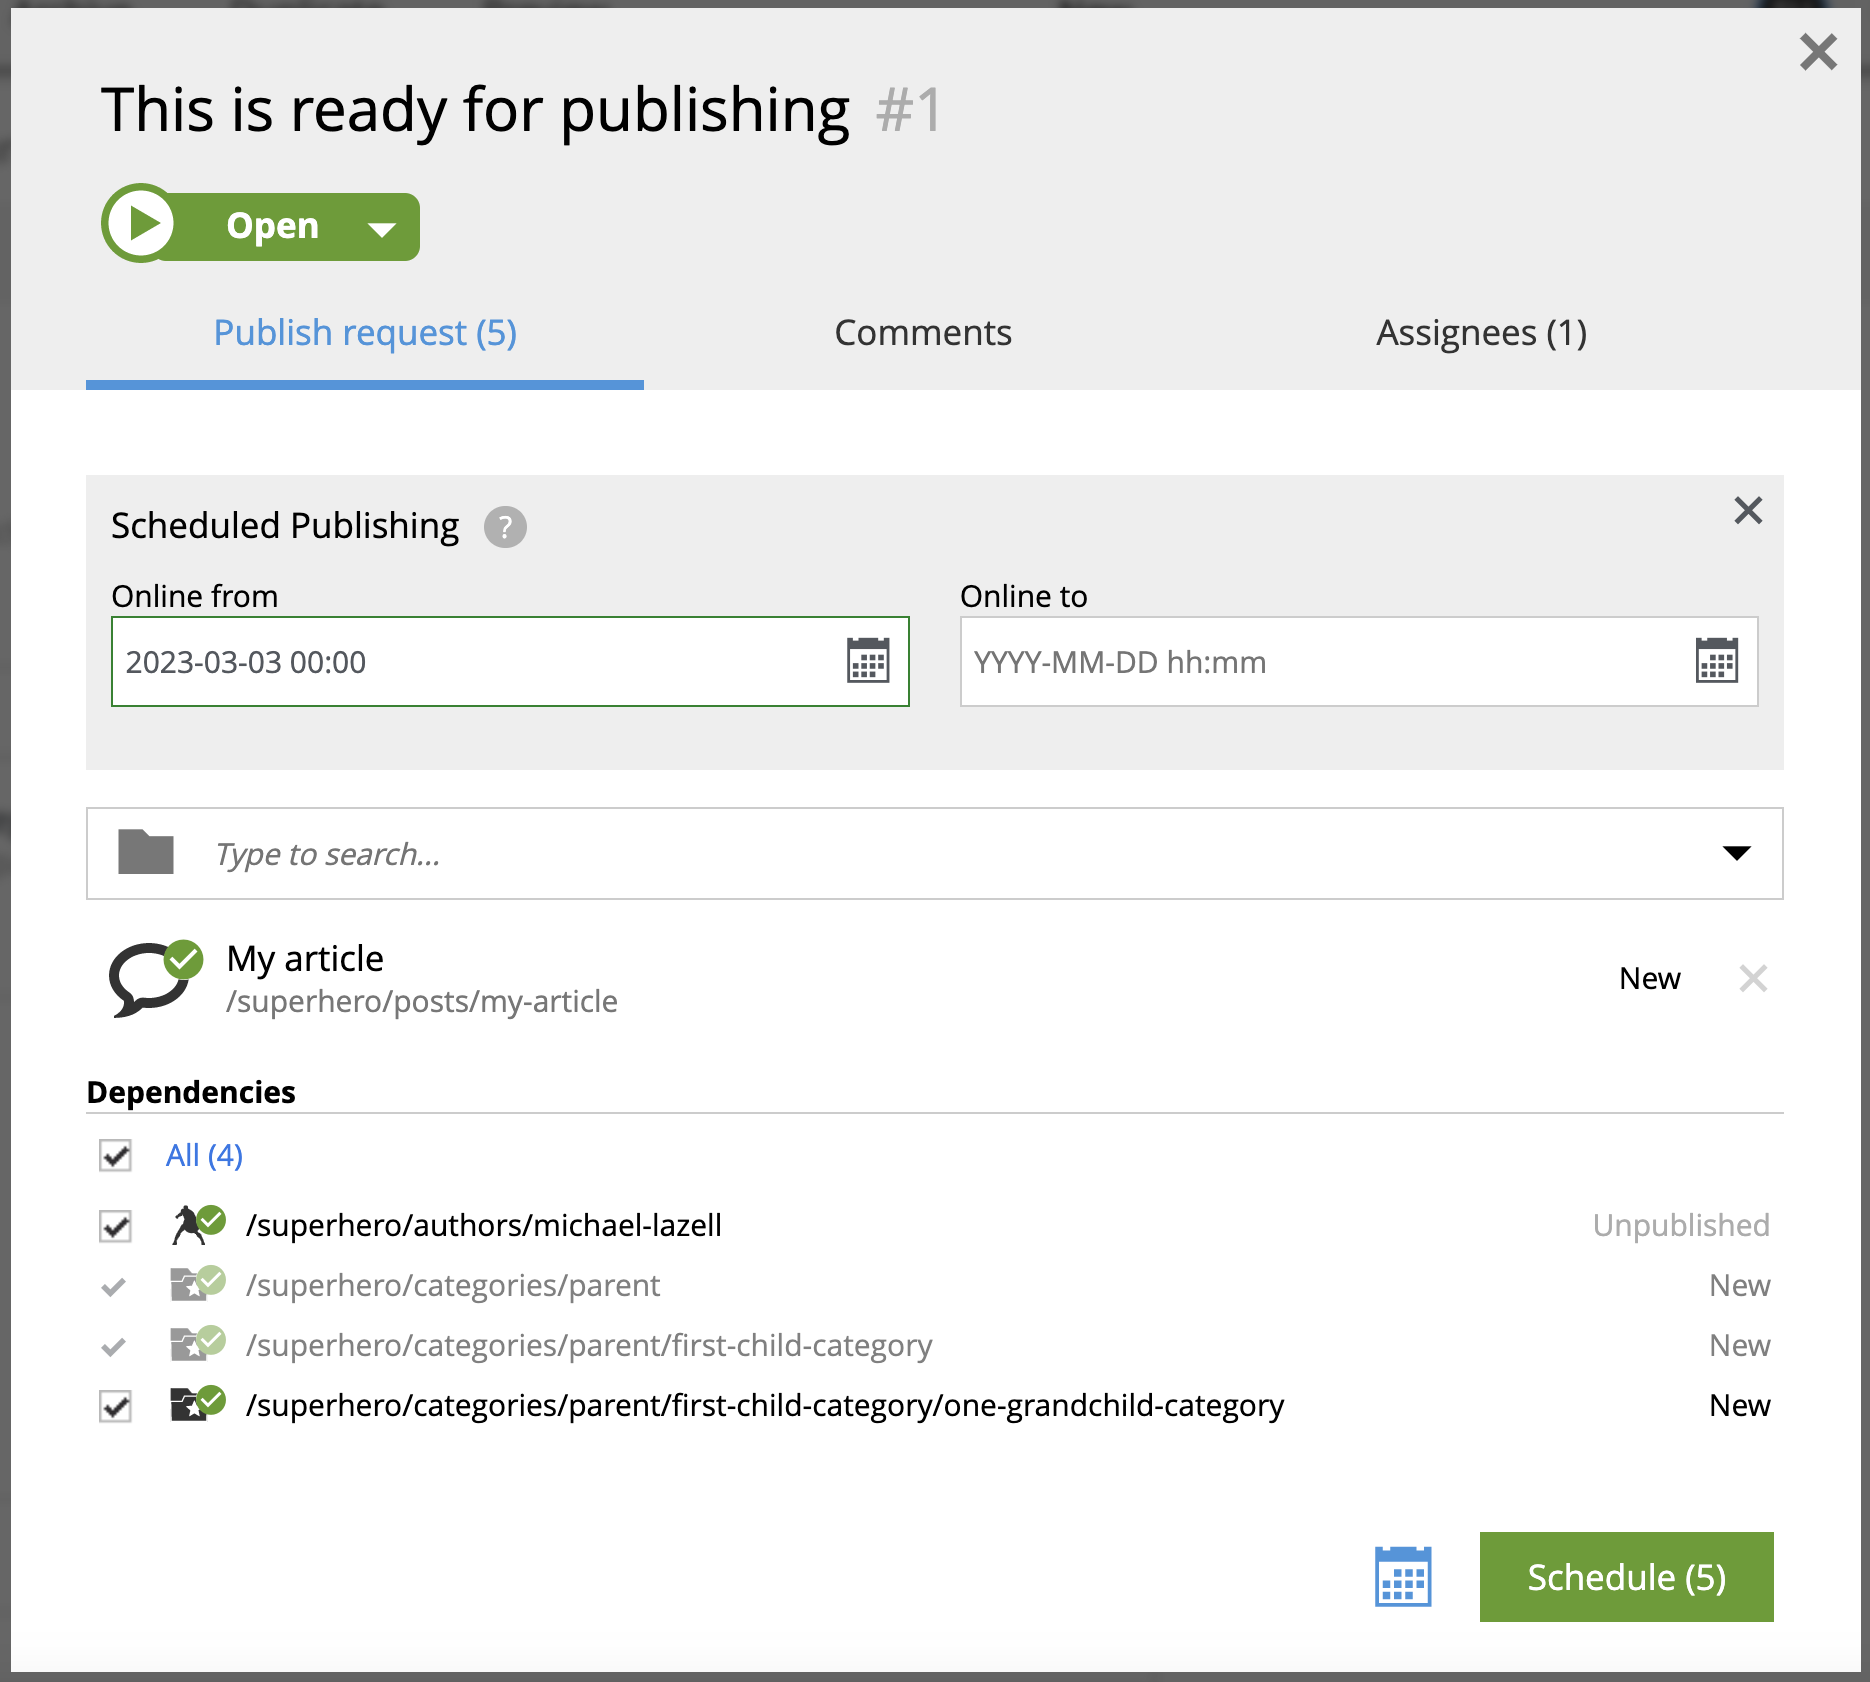 This is ready for publishing #1
Open
Publish request (5)
Comments
Assignees (1)
Scheduled Publishing ?
Online from
Online to
2023-03-03 00:00
YYYY-MM-DD hh:mm
Type to search...
My article
/superhero/posts/my-article
New
Dependencies
All (4)
/superhero/authors/michael-lazell Unpublished
/superhero/categories/parent New
/superhero/categories/parent/first-child-category New
/superhero/categories/parent/first-child-category/one-grandchild-category New
Schedule (5)